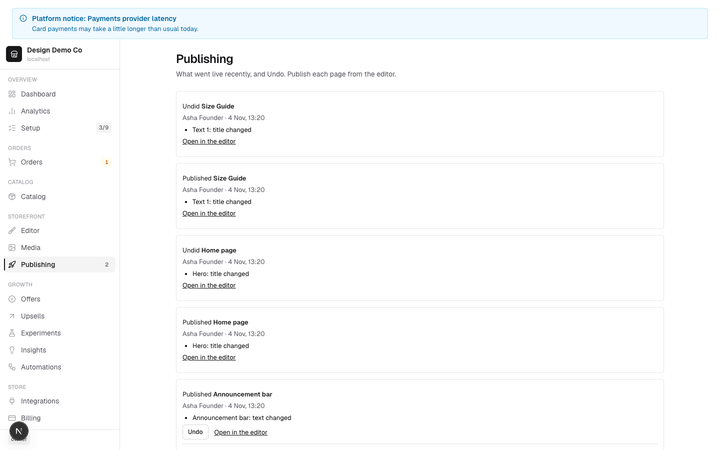 Platform notice: Payments provider latency
Card payments may take a little longer than usual today.
Design Demo Co
localhost
OVERVIEW
Dashboard
Analytics
Setup 3/9
ORDERS
Orders 1
CATALOG
Catalog
STOREFRONT
Editor
Media
Publishing 2
GROWTH
Offers
Upsells
Experiments
Insights
Automations
STORE
Integrations
Billing
N
Publishing
What went live recently, and Undo. Publish each page from the editor.
Undid Size Guide
Asha Founder · 4 Nov, 13:20
• Text 1: title changed
Open in the editor
Published Size Guide
Asha Founder · 4 Nov, 13:20
• Text 1: title changed
Open in the editor
Undid Home page
Asha Founder · 4 Nov, 13:20
• Hero: title changed
Open in the editor
Published Home page
Asha Founder · 4 Nov, 13:20
• Hero: title changed
Open in the editor
Published Announcement bar
Asha Founder · 4 Nov, 13:20
• Announcement bar: text changed
Undo Open in the editor